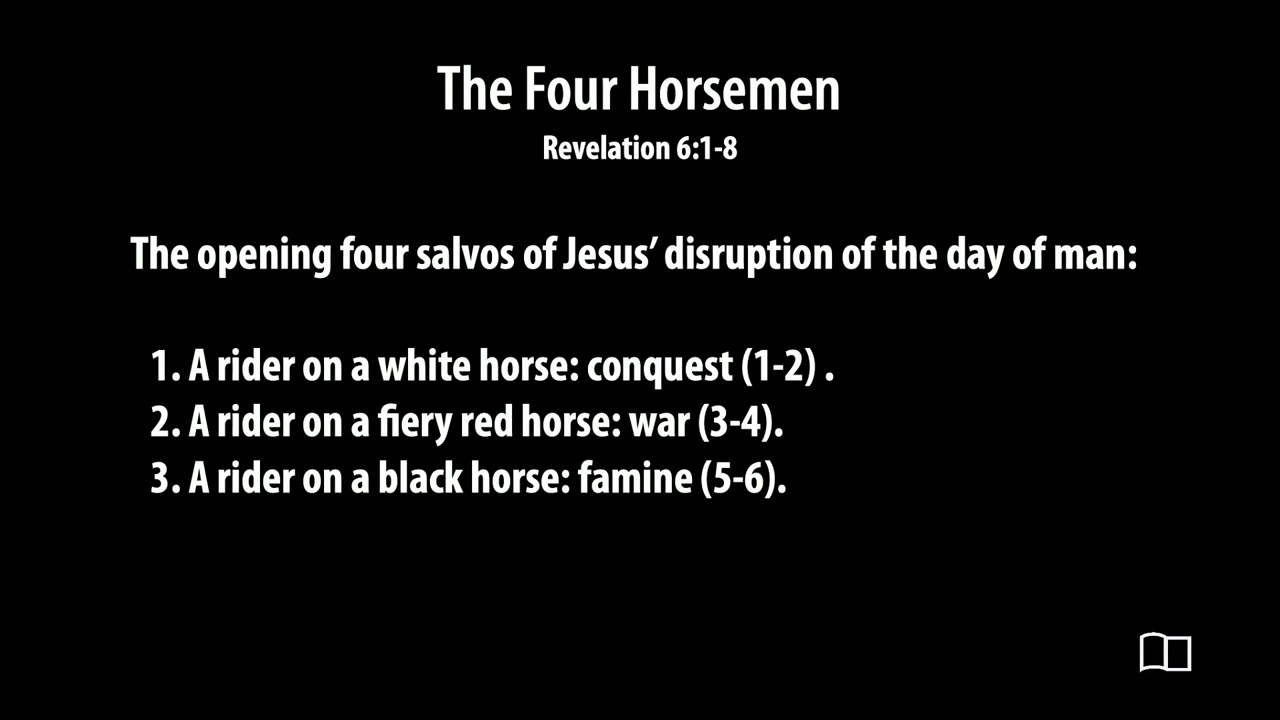 The Four Horsemen
Revelation 6:1-8
The opening four salvos of Jesus’ disruption of the day of man:
1. A rider on a white horse: conquest (1-2) .
2. A rider on a fiery red horse: war (3-4).
3. A rider on a black horse: famine (5-6).